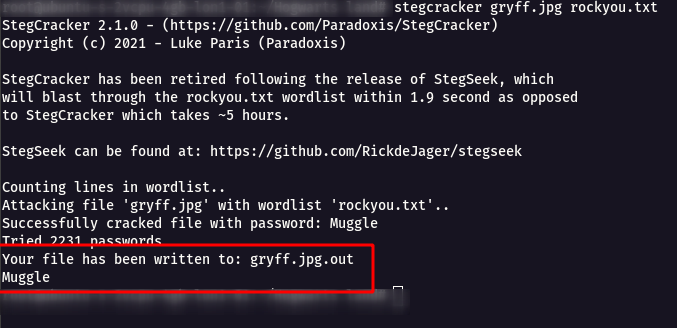 stegcracker gryff.jpg rockyou.txt
StegCracker 2.1.0 - (https://github.com/Paradoxis/StegCracker)
Copyright (c) 2021 - Luke Paris (Paradoxis)
StegCracker has been retired following the release of StegSeek, which
will blast through the rockyou.txt wordlist within 1.9 second as opposed
to StegCracker which takes ~5 hours.
StegSeek can be found at: https://github.com/RickdeJager/stegseek
Counting lines in wordlist..
Attacking file 'gryff.jpg' with wordlist 'rockyou.txt'..
Successfully cracked file with password: Muggle
Tried 2231 passwords
Your file has been written to: gryff.jpg.out
Muggle